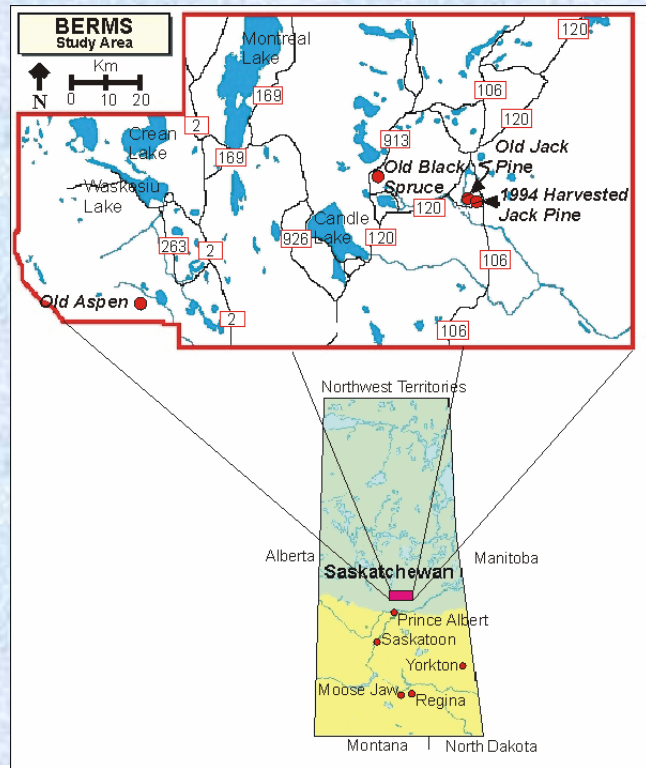 BERMS
Study Area
Km
N
0 10 20
Montreal
Lake
120
169
106
2
120
913
Crean
Lake
169
Old Jack
Pine
Old Black
Spruce
Waskesiu
Lake
1994 Harvested
Jack Pine
Candle
Lake
120
926
120
263
2
106
Old Aspen
2
106
Northwest Territories
Alberta
Manitoba
Saskatchewan
Prince Albert
Saskatoon
Yorkton
Moose Jaw
Regina
Montana
North Dakota